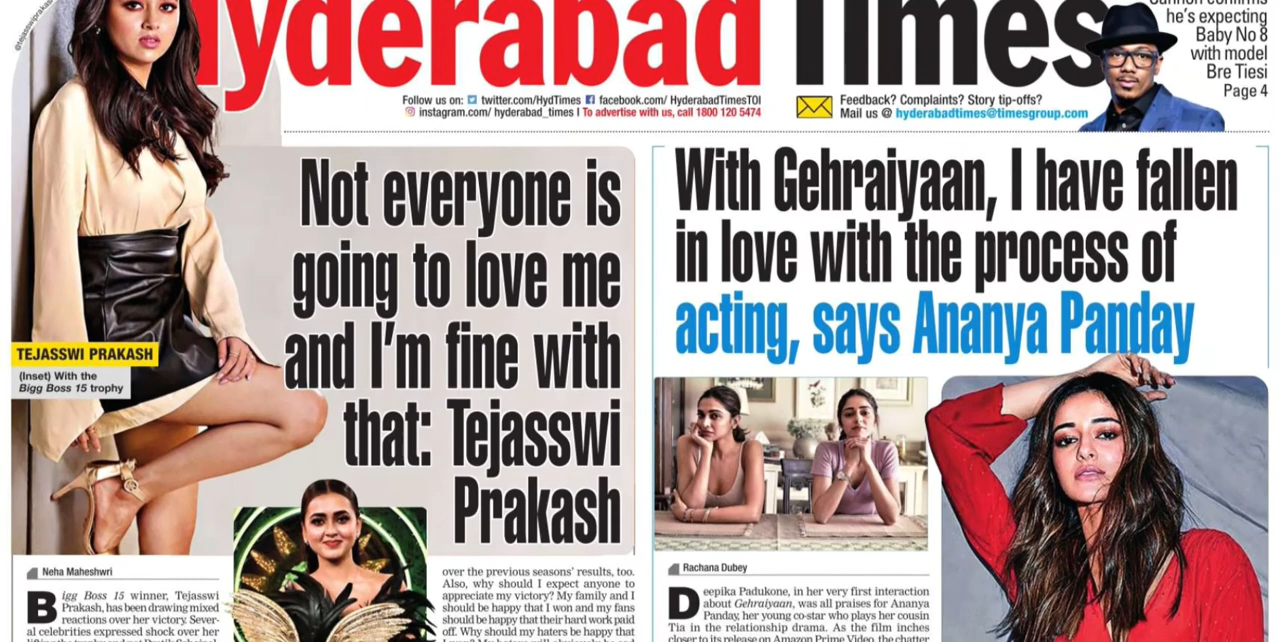 @tejasswiprakash
Hyderabad Times
Cannon confirms
he's expecting
Baby No 8
with model
Bre Tiesi
Page 4
Follow us on: twitter.com/HydTimes facebook.com/ HyderabadTimesTOI
instagram.com/ hyderabad_times I To advertise with us, call 1800 120 5474
Feedback? Complaints? Story tip-offs?
Mail us @ hyderabadtimes@timesgroup.com
Not everyone is
going to love me
and I'm fine with
that: Tejasswi
Prakash
TEJASSWI PRAKASH
(Inset) With the
Bigg Boss 15 trophy
Neha Maheshwri
Bigg Boss 15 winner, Tejasswi
Prakash, has been drawing mixed
reactions over her victory. Sever-
al celebrities expressed shock over her
over the previous seasons' results, too.
Also, why should I expect anyone to
appreciate my victory? My family and I
should be happy that I won and my fans
should be happy that their hard work paid
off. Why should my haters be happy that
With Gehraiyaan, I have fallen
in love with the process of
acting, says Ananya Panday
Rachana Dubey
Deepika Padukone, in her very first interaction
about Gehraiyaan, was all praises for Ananya
Panday, her young co-star who plays her cousin
Tia in the relationship drama. As the film inches
closer to its release on Amazon Prime Video, the chatter